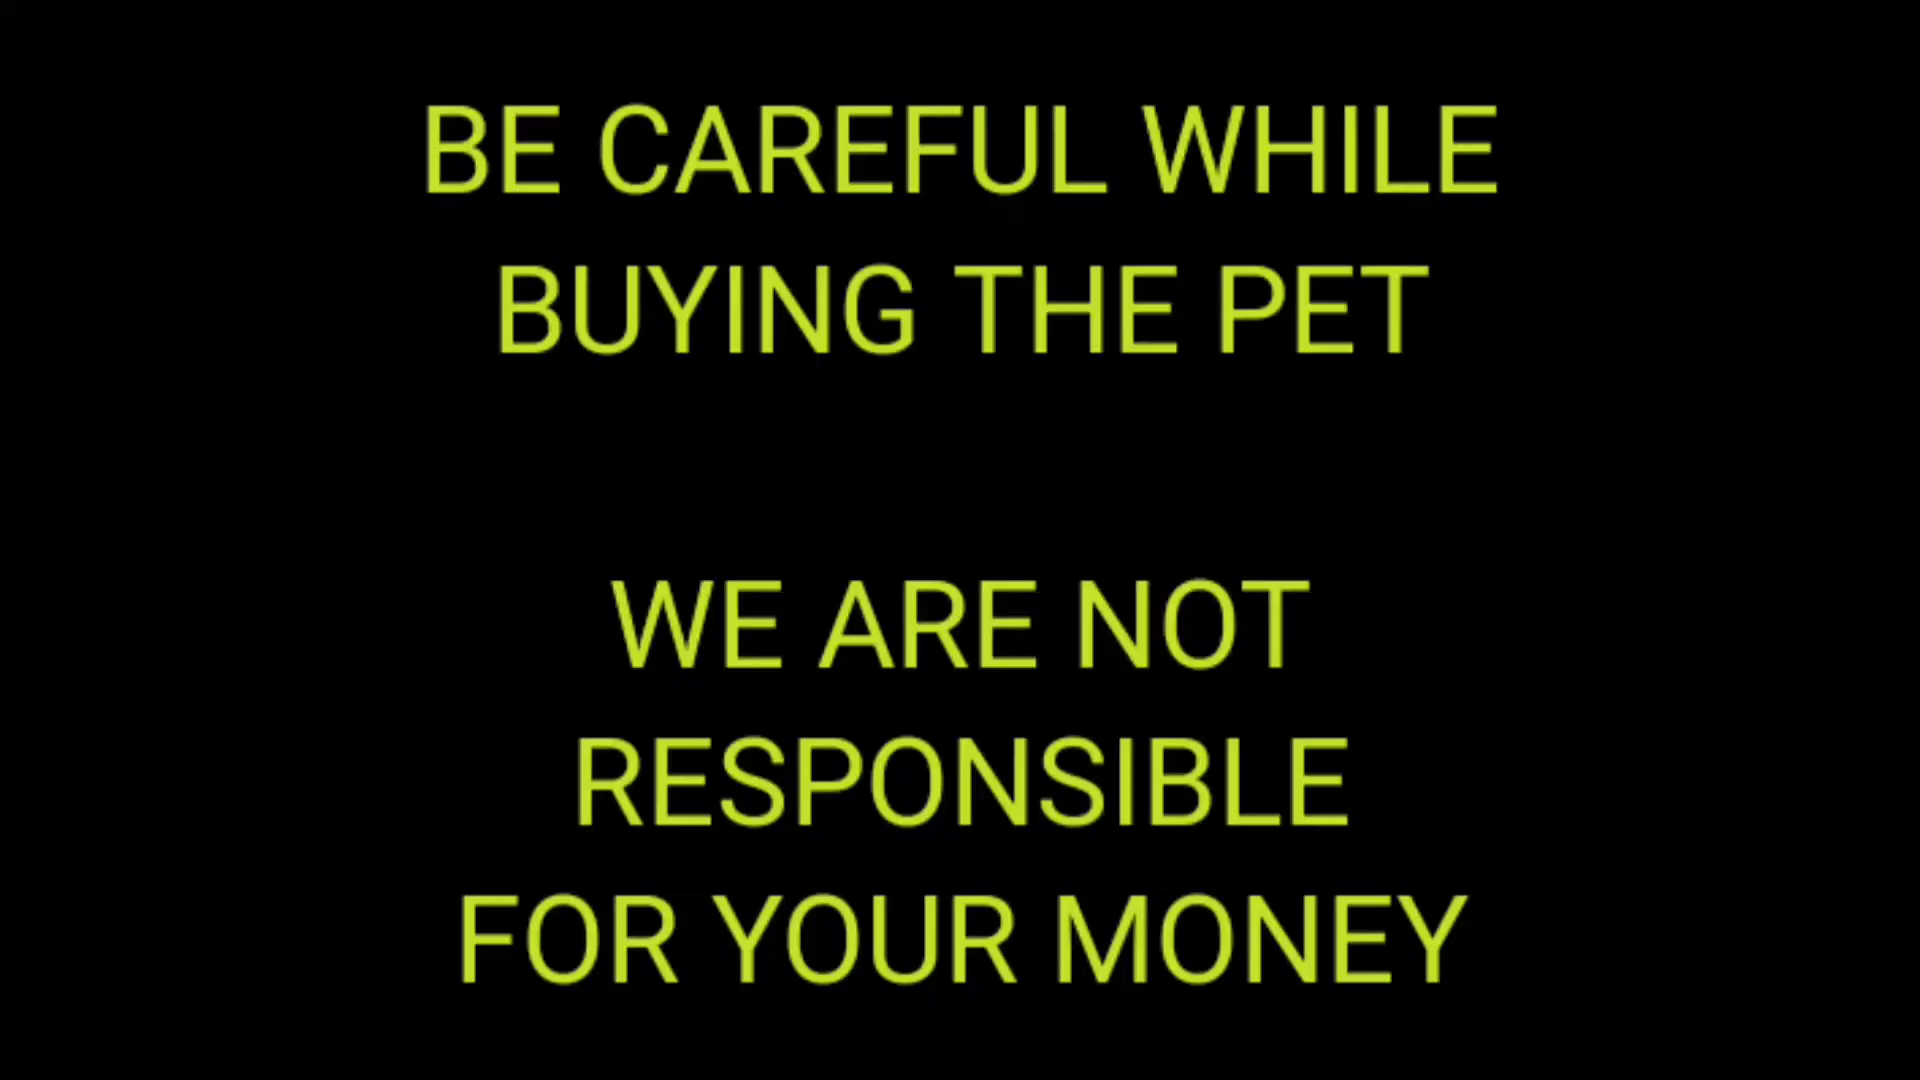 BE CAREFUL WHILE
BUYING THE PET
WE ARE NOT
RESPONSIBLE
FOR YOUR MONEY